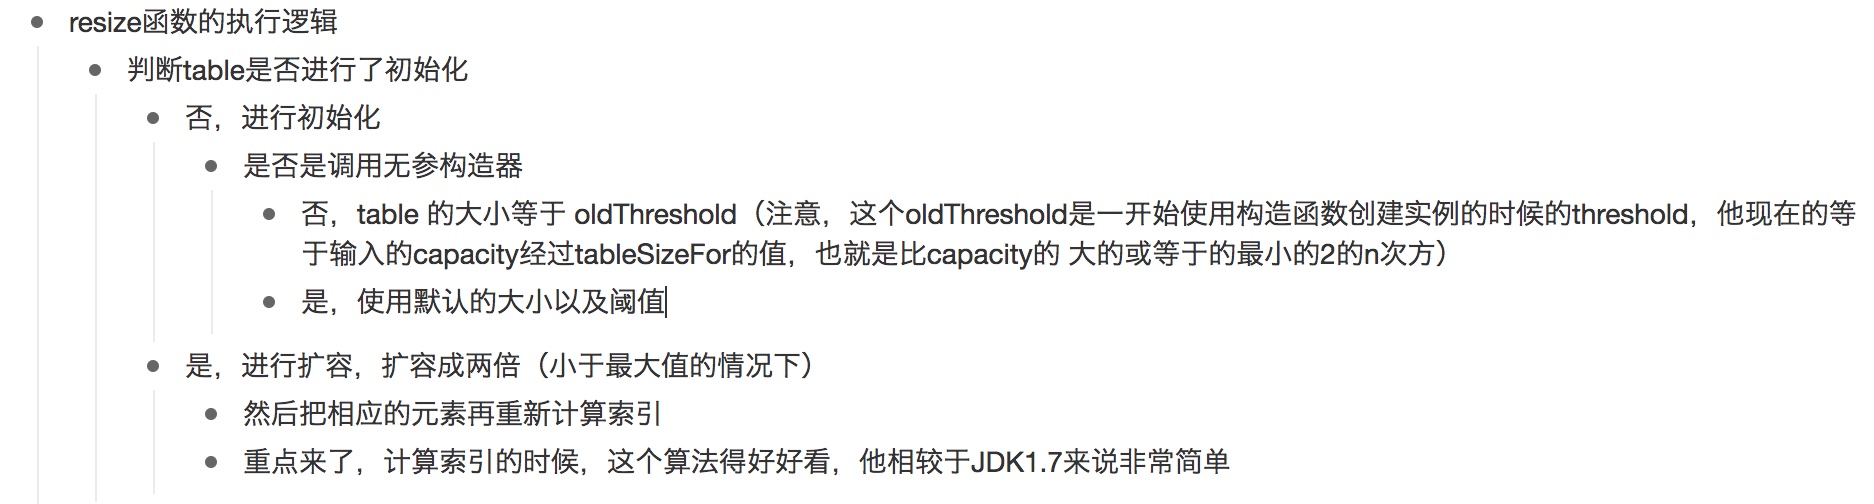 resize函数的执行逻辑
判断table是否进行了初始化
否，进行初始化
是否是调用无参构造器
否，table 的大小等于 oldThreshold（注意，这个oldThreshold是一开始使用构造函数创建实例的时候的threshold，他现在的等
于输入的capacity经过tableSizeFor的值，也就是比capacity的 大的或等于的最小的2的n次方）
是，使用默认的大小以及阈值
是，进行扩容，扩容成两倍（小于最大值的情况下）
然后把相应的元素再重新计算索引
重点来了，计算索引的时候，这个算法得好好看，他相较于JDK1.7来说非常简单